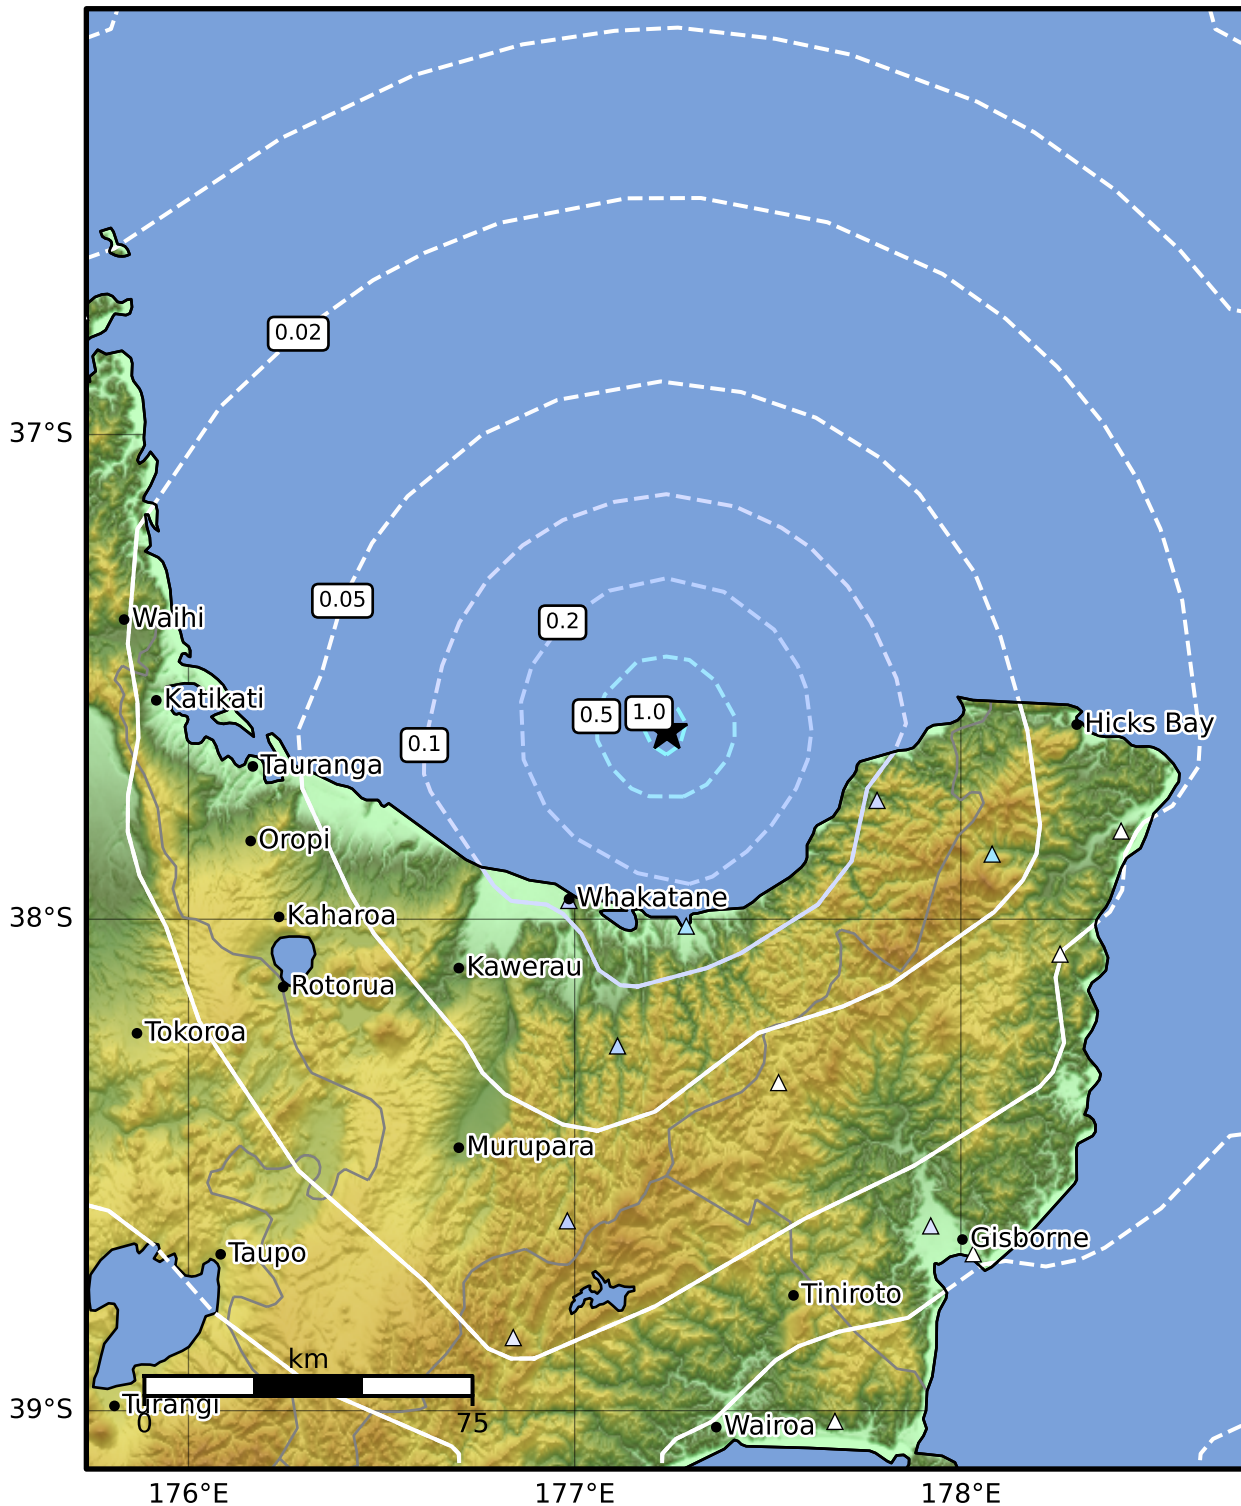 0.02
37°S
0.05
Waihi
0.2
Katikati
0.5
1.0
Hicks Bay
0.1
Tauranga
Oropi
Whakatane
Kaharoa
38°S
Kawerau
Rotorua
Tokoroa
Murupara
Gisborne
Taupo
Tiniroto
km
Turangi
39°S
0
75
Wairoa
176°E
177°E
178°E